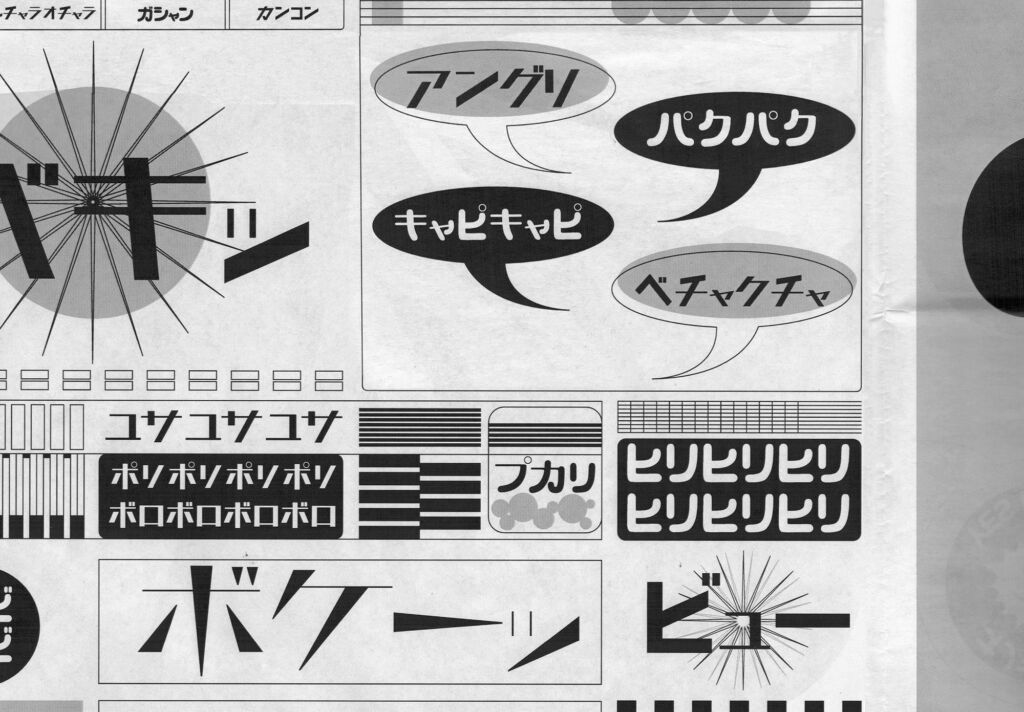 チャラオチャラ
ガシャン
カンコン
アングリ
パクパク
キャピキャピ
ベチャクチャ
バキッ
ユサユサユサ
ポリポリポリポリ
ボロボロボロボロ
プカリ
ヒリヒリヒリ
ヒリヒリヒリ
ボケーッ
ビュー